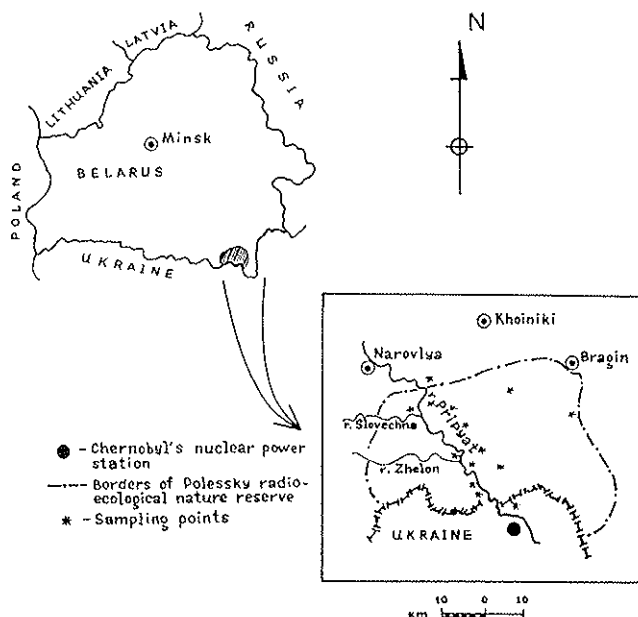 N
LATVIA
RUSSIA
LITHUANIA
Minsk
BELARUS
POLAND
UKRAINE
Khoiniki
Narovlya
Bragin
r. Pripyat
r. Slovechna
r. Zhelon
UKRAINE
- Chernobyl's nuclear power
station
- Borders of Polessky radio-
ecological nature reserve
* - Sampling points
10 0 10
KM